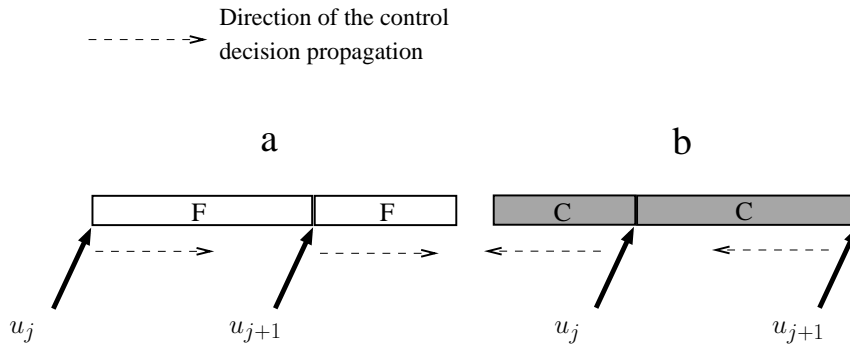 Direction of the control
decision propagation
a
b
F F C C
u_j u_{j+1} u_j u_{j+1}